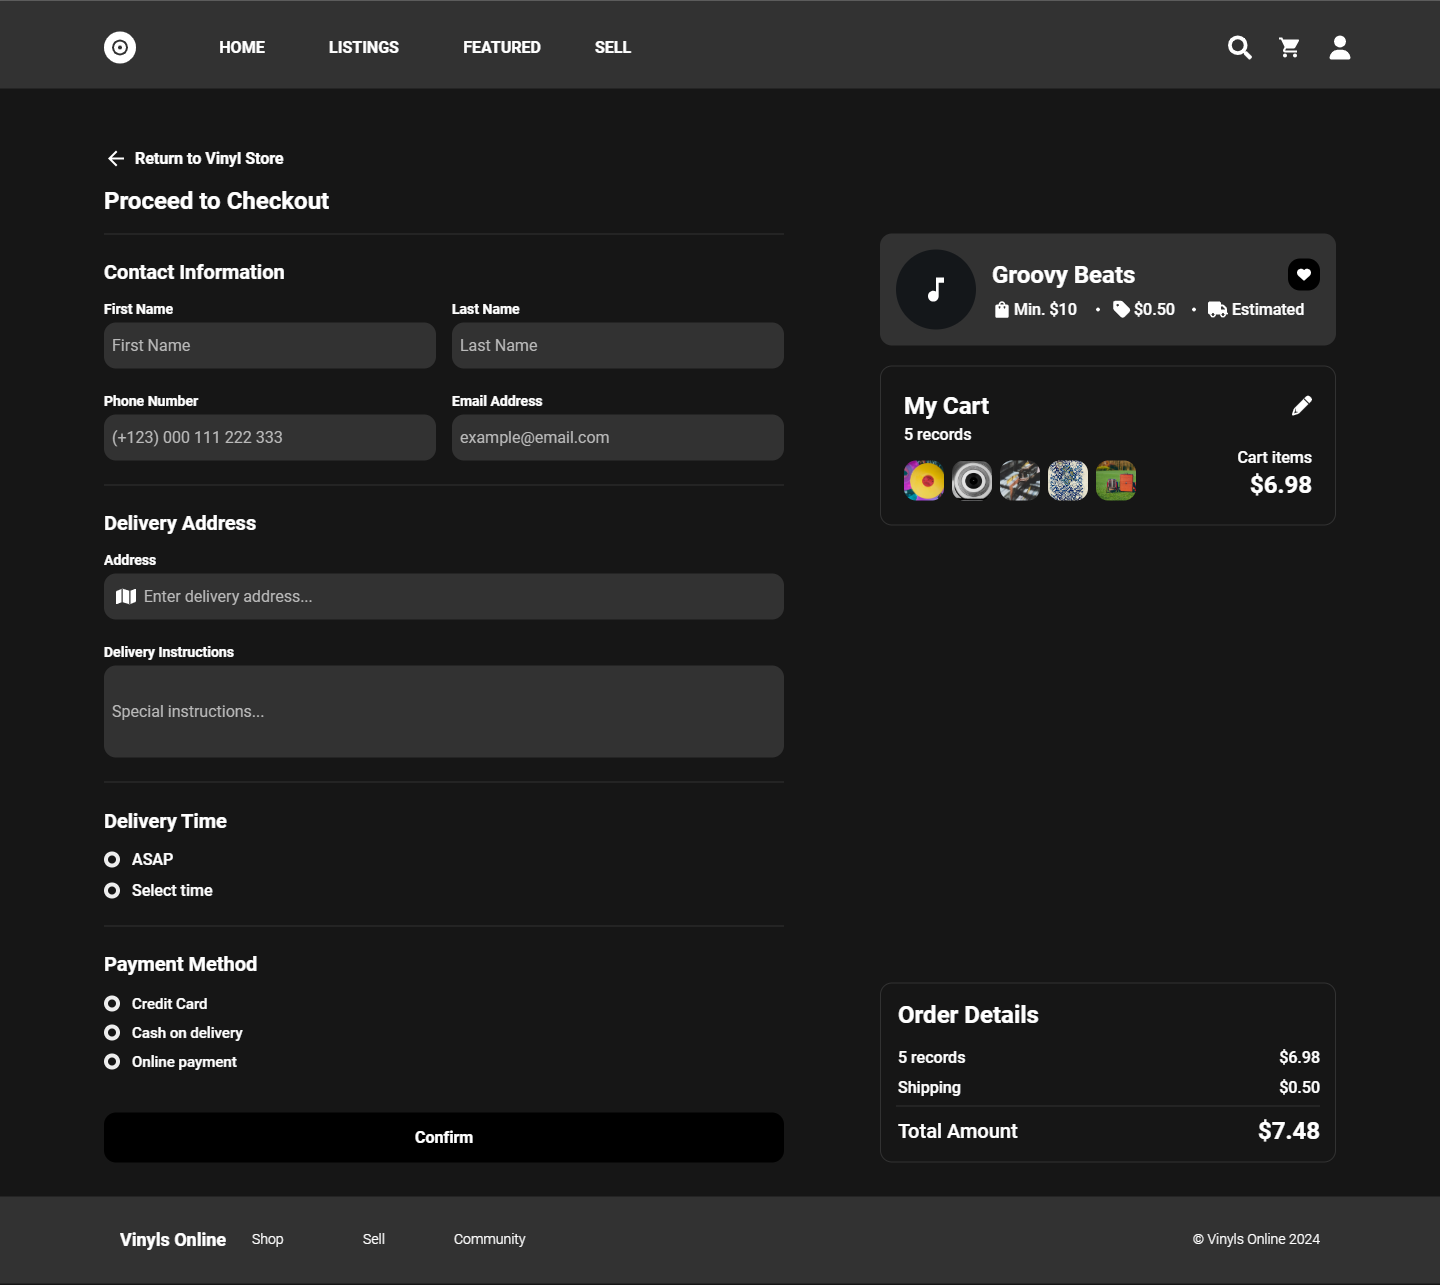 HOME LISTINGS FEATURED SELL
Return to Vinyl Store
Proceed to Checkout
Contact Information
First Name Last Name
First Name Last Name
Phone Number Email Address
(+123) 000 111 222 333 example@email.com
Delivery Address
Address
Enter delivery address...
Delivery Instructions
Special instructions...
Delivery Time
ASAP
Select time
Payment Method
Credit Card
Cash on delivery
Online payment
Confirm
Groovy Beats
Min. $10 • $0.50 • Estimated
My Cart
5 records
Cart items
$6.98
Order Details
5 records $6.98
Shipping $0.50
Total Amount $7.48
Vinyls Online Shop Sell Community © Vinyls Online 2024